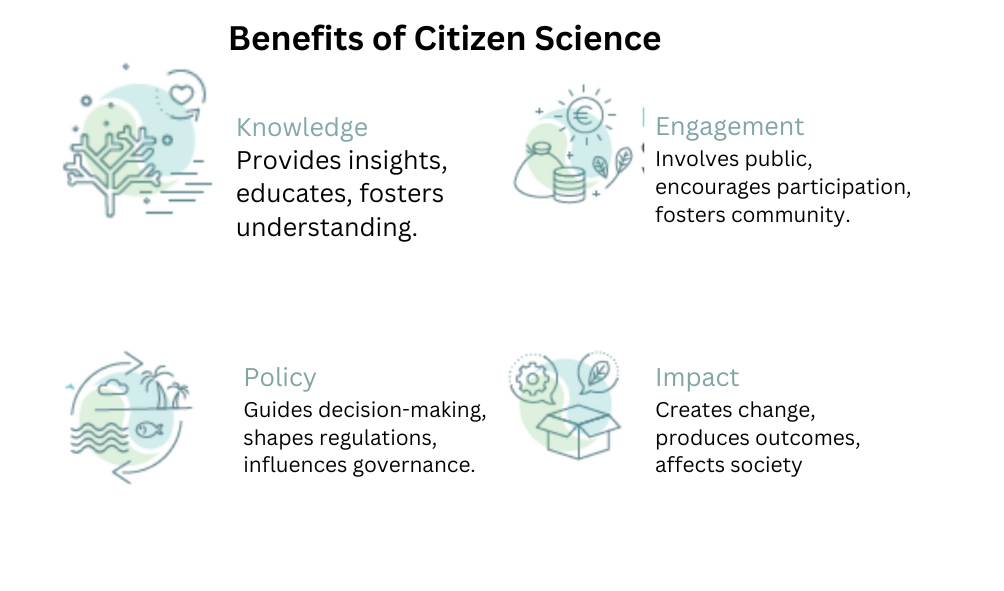 Benefits of Citizen Science
Knowledge
Provides insights,
educates, fosters
understanding.
Engagement
Involves public,
encourages participation,
fosters community.
Policy
Guides decision-making,
shapes regulations,
influences governance.
Impact
Creates change,
produces outcomes,
affects society